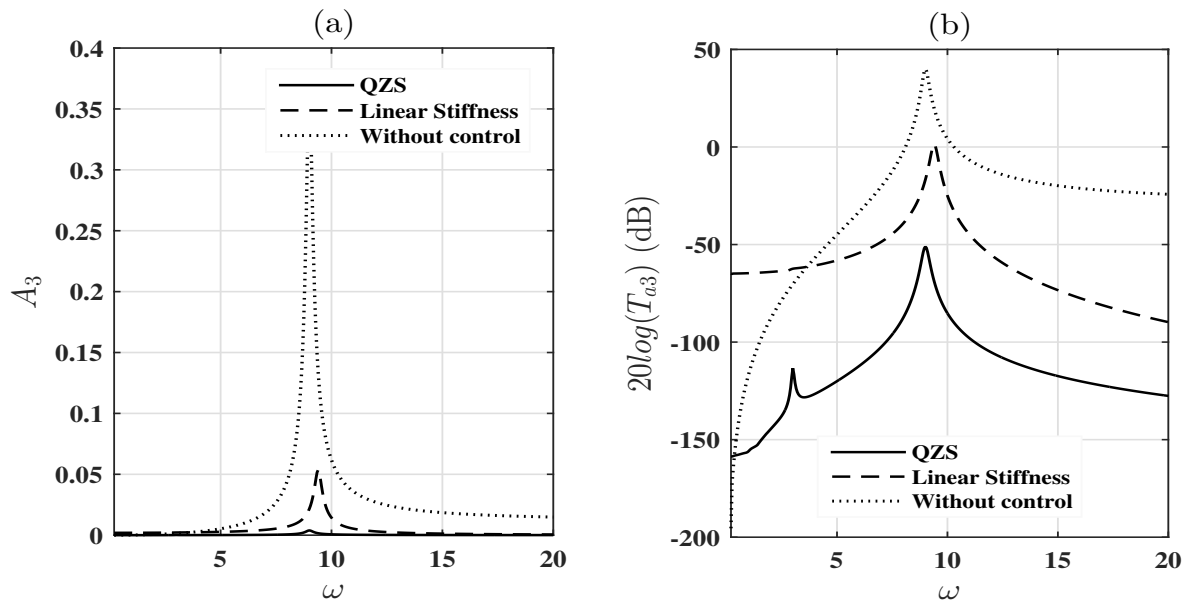 (a)
0.4
0.35
0.3
0.25
0.2
0.15
0.1
0.05
0
A₃
5
10
15
20
ω
QZS
Linear Stiffness
Without control
(b)
50
0
-50
-100
-150
-200
20log(Tₐ₃) (dB)
5
10
15
20
ω
QZS
Linear Stiffness
Without control